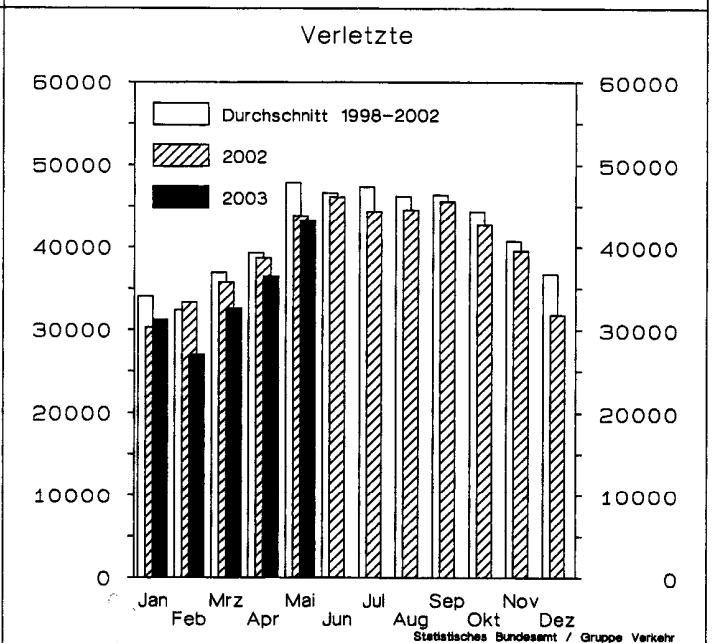 Verletzte
60000 60000
Durchschnitt 1998-2002
50000 50000
2002
2003
40000 40000
30000 30000
20000 20000
10000 10000
0 0
Jan Mrz Mai Jul Sep Nov
Feb Apr Jun Aug Okt Dez
Statistisches Bundesamt / Gruppe Verkehr